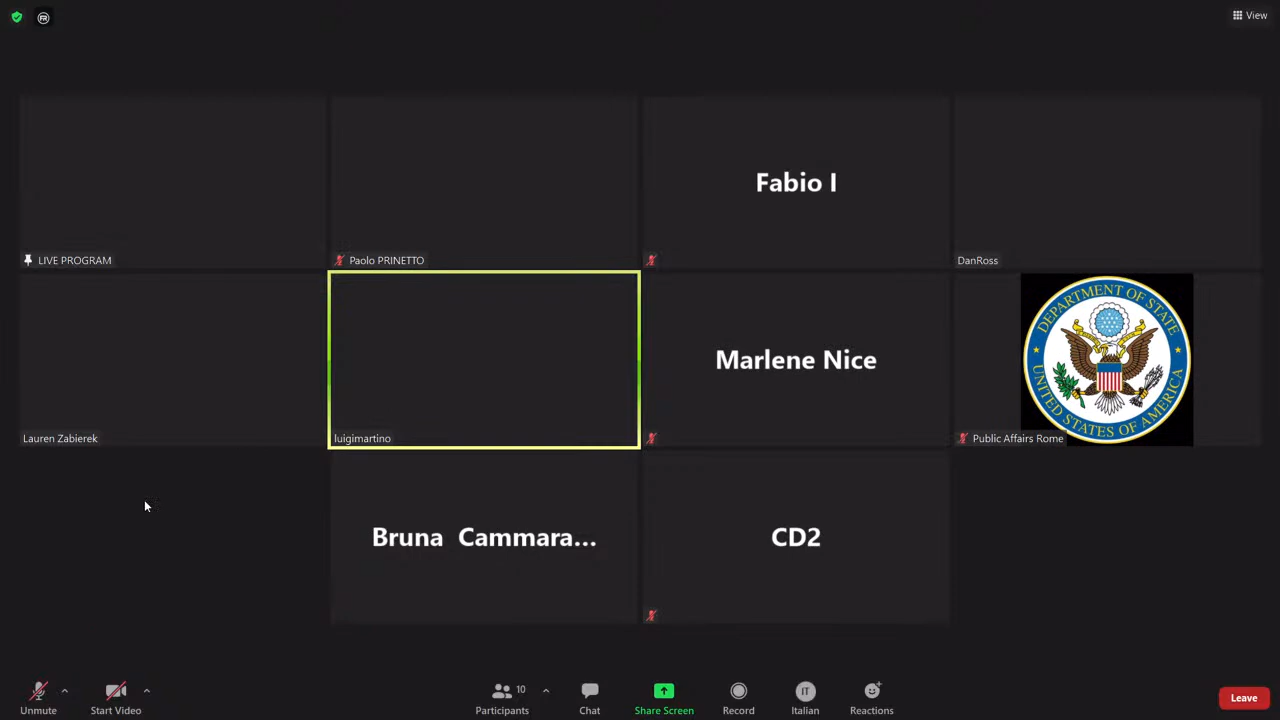 FR
View
Fabio I
LIVE PROGRAM
Paolo PRINETTO
DanRoss
Marlene Nice
DEPARTMENT OF STATE
UNITED STATES OF AMERICA
Lauren Zabierek
luigimartino
Public Affairs Rome
Bruna Cammara...
CD2
10
IT
Unmute
Start Video
Participants
Chat
Share Screen
Record
Italian
Reactions
Leave